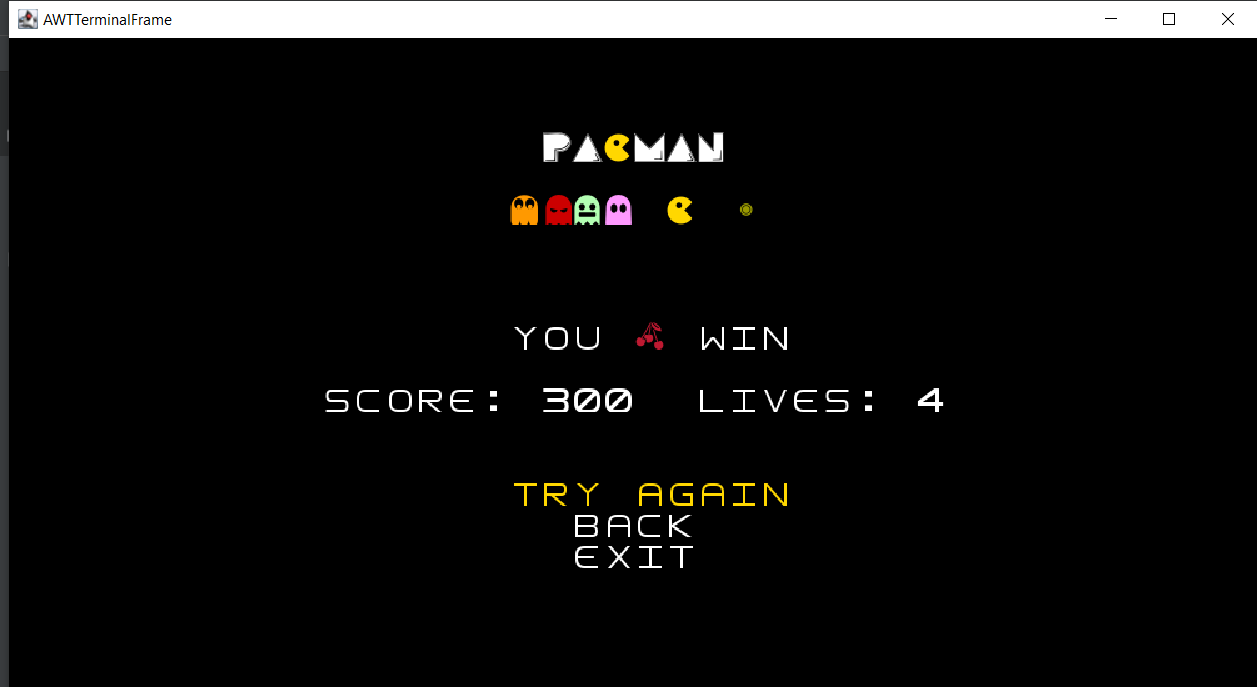 AWTTerminalFrame
PACMAN
YOU WIN
SCORE: 300 LIVES: 4
TRY AGAIN
BACK
EXIT